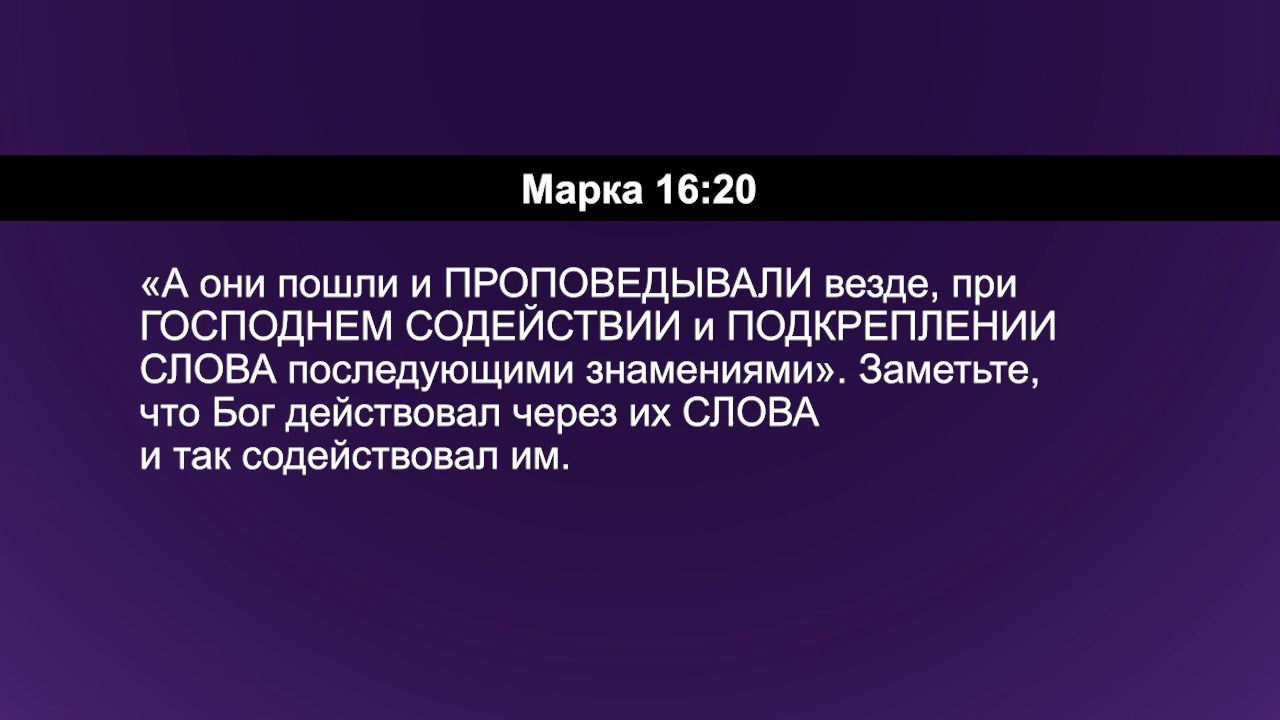 Марка 16:20
«А они пошли и ПРОПОВЕДЫВАЛИ везде, при
ГОСПОДНЕМ СОДЕЙСТВИИ и ПОДКРЕПЛЕНИИ
СЛОВА последующими знамениями». Заметьте,
что Бог действовал через их СЛОВА
и так содействовал им.